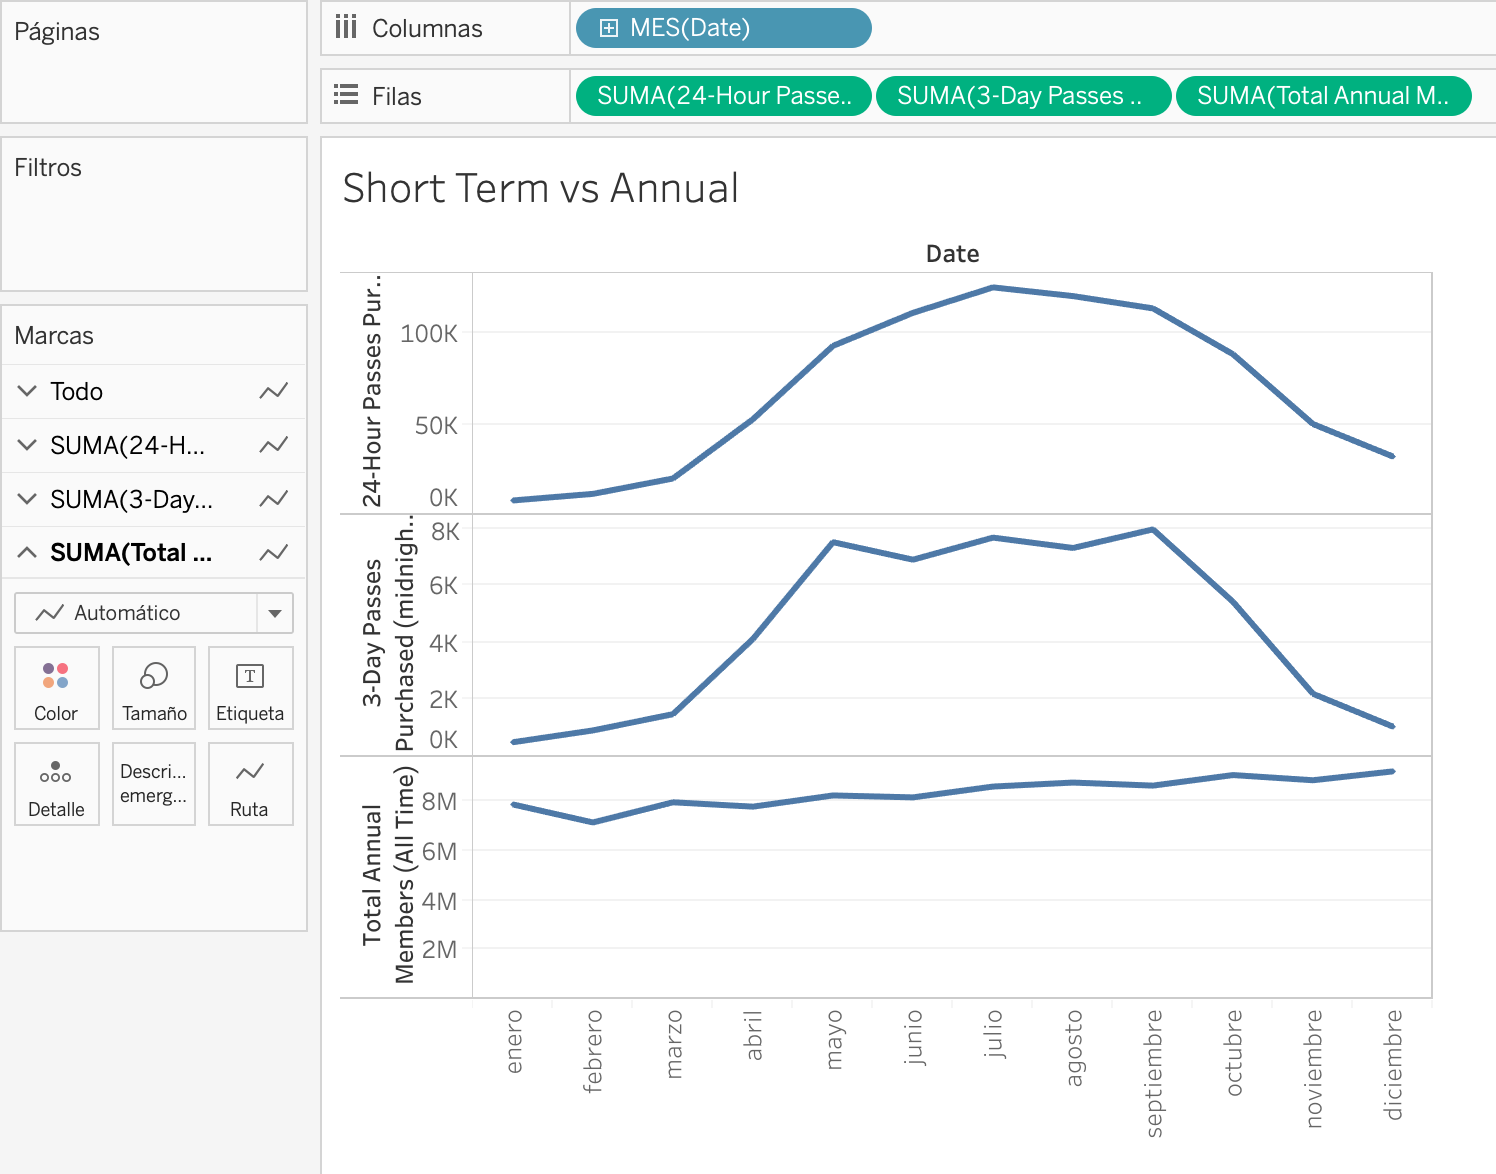 Páginas
Columnas
MES(Date)
Filas
SUMA(24-Hour Passe..
SUMA(3-Day Passes ..
SUMA(Total Annual M..
Filtros
Marcas
Todo
SUMA(24-H...
SUMA(3-Day...
SUMA(Total ...
Automático
Color
Tamaño
T
Etiqueta
Detalle
Descri...
emerg...
Ruta
Short Term vs Annual
Date
24-Hour Passes Pur..
100K
50K
0K
3-Day Passes
Purchased (midnigh..
8K
6K
4K
2K
0K
Total Annual
Members (All Time)
8M
6M
4M
2M
enero
febrero
marzo
abril
mayo
junio
julio
agosto
septiembre
octubre
noviembre
diciembre